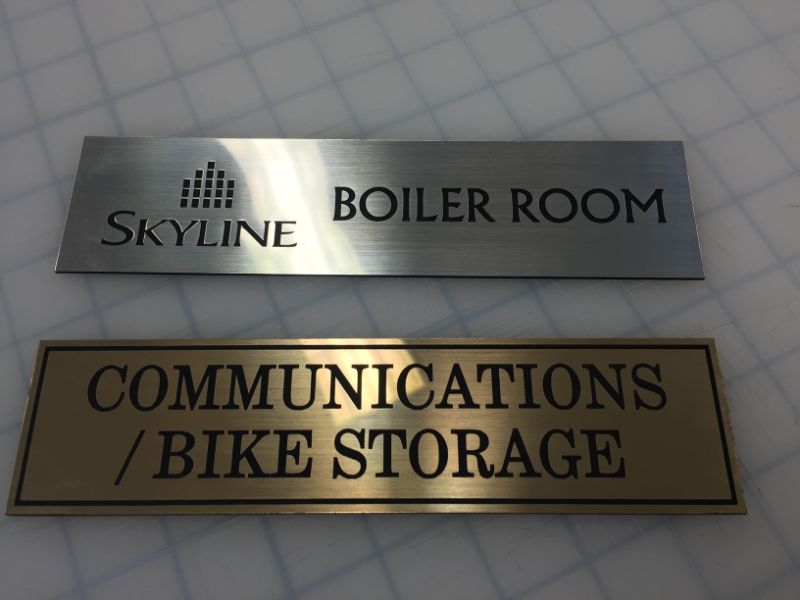 SKYLINE
BOILER ROOM
COMMUNICATIONS
/ BIKE STORAGE